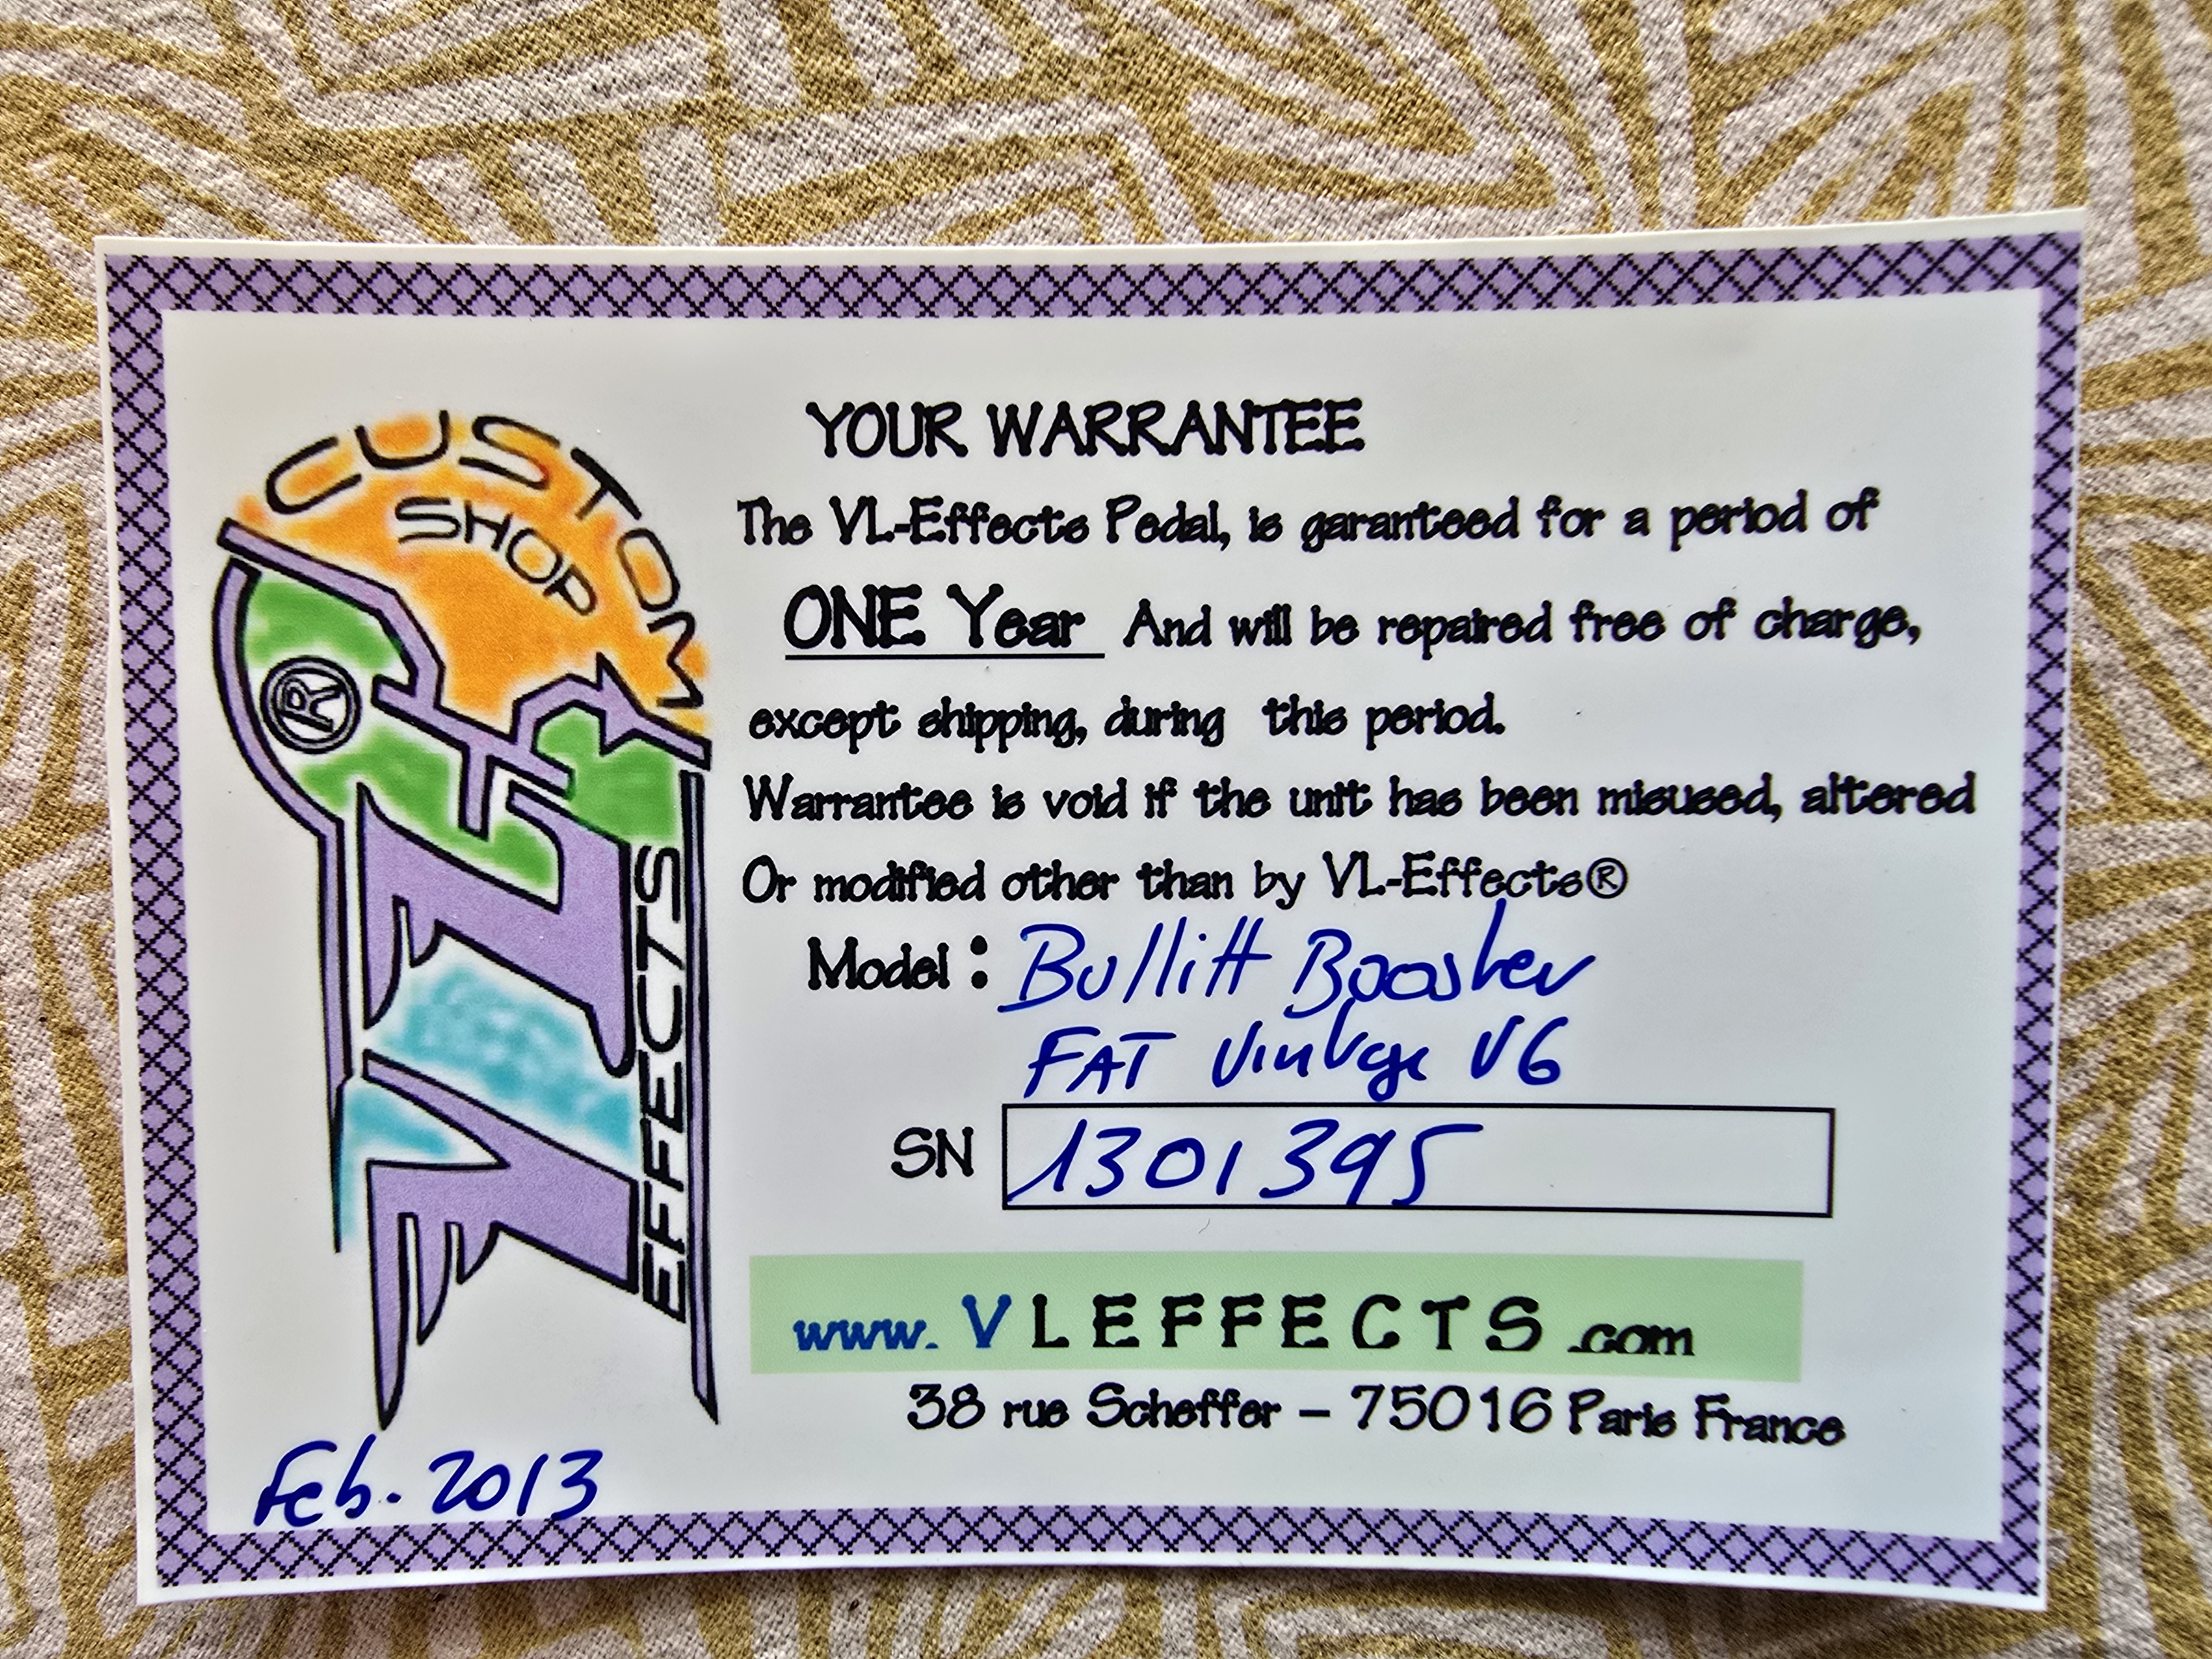 CUSTOM
SHOP
®
VL
EFFECTS
YOUR WARRANTEE
The VL-Effects Pedal, is garanteed for a period of
ONE Year And will be repaired free of charge,
except shipping, during this period.
Warrantee is void if the unit has been misused, altered
Or modified other than by VL-Effects®
Model : Bullitt Booster
FAT Vintage V6
SN 1301395
www.VLEFFECTS.com
38 rue Scheffer – 75016 Paris France
Feb. 2013